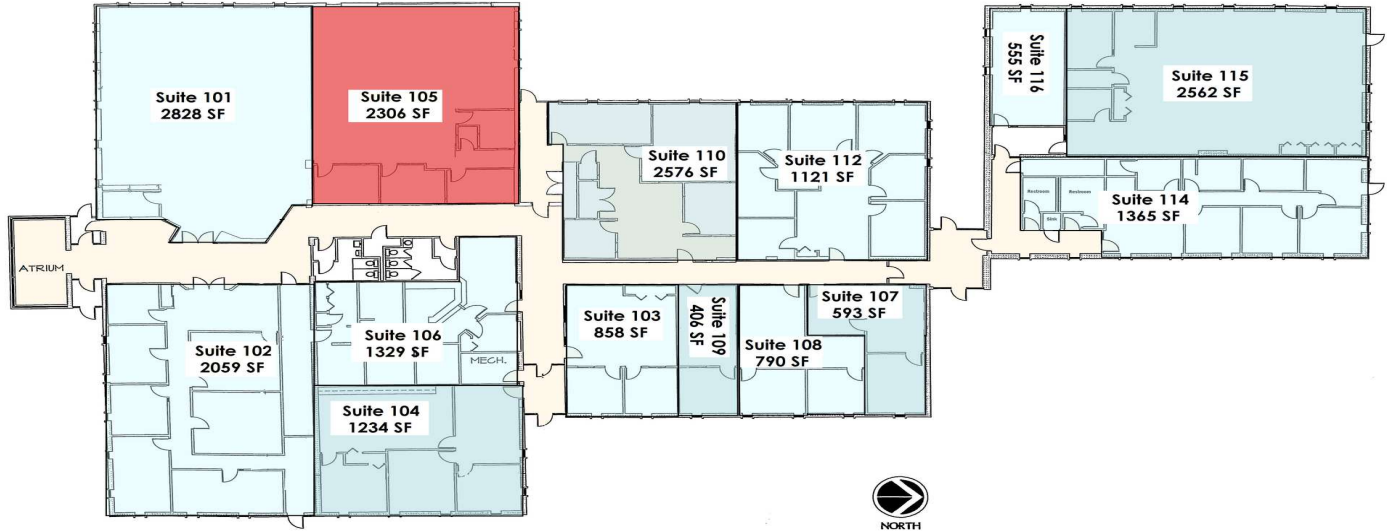 Suite 101
2828 SF
Suite 105
2306 SF
Suite 116
555 SF
Suite 115
2562 SF
Suite 110
2576 SF
Suite 112
1121 SF
Restroom
Restroom
Suite 114
1365 SF
ATRIUM
Suite 102
2059 SF
Suite 106
1329 SF
MECH.
Suite 104
1234 SF
Suite 103
858 SF
Suite 109
406 SF
Suite 108
790 SF
Suite 107
593 SF
NORTH